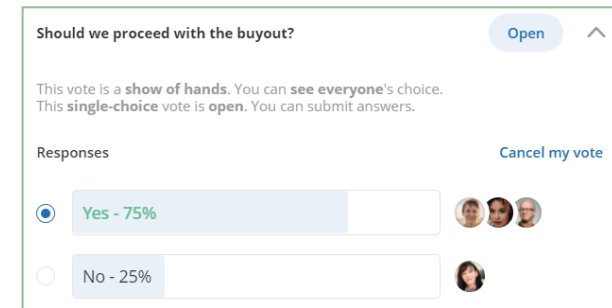 Should we proceed with the buyout?
Open
This vote is a show of hands. You can see everyone's choice.
This single-choice vote is open. You can submit answers.
Responses
Cancel my vote
Yes - 75%
No - 25%